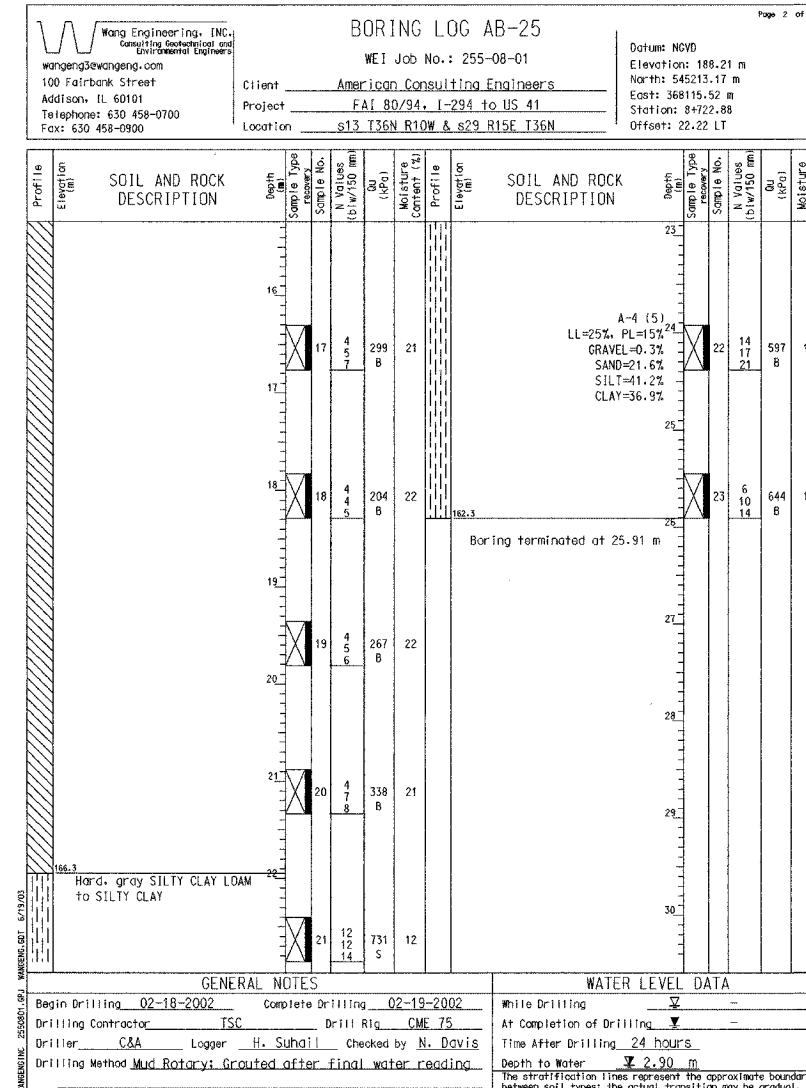 Page 2 of
Wang Engineering, INC.
Consulting Geotechnical and
Environmental Engineers
wangeng3@wangeng.com
100 Fairbank Street
Addison, IL 60101
Telephone: 630 458-0700
Fax: 630 458-0900
BORING LOG AB-25
WEI Job No.: 255-08-01
Client American Consulting Engineers
Project FAI 80/94, I-294 to US 41
Location s13 T36N R10W & s29 R15E T36N
Datum: NGVD
Elevation: 188.21 m
North: 545213.17 m
East: 368115.52 m
Station: 8+722.88
Offset: 22.22 LT
Profile
Elevation (m)
SOIL AND ROCK DESCRIPTION
Depth (m)
Sample Type
recovery
Sample No.
N Values (blw/150 mm)
Qu (kPa)
Moisture Content (%)
Profile
Elevation (m)
SOIL AND ROCK DESCRIPTION
Depth (m)
Sample Type
recovery
Sample No.
N Values (blw/150 mm)
Qu (kPa)
Moisture
16
17 4 5 7 299 B 21
17
18
18 4 4 5 204 B 22
19
19 4 5 6 267 B 22
20
21
20 4 7 8 338 B 21
166.3
22
Hard, gray SILTY CLAY LOAM
to SILTY CLAY
21 12 12 14 731 S 12
23
A-4 (5)
24
LL=25%, PL=15%
GRAVEL=0.3%
SAND=21.6%
SILT=41.2%
CLAY=36.9%
22 14 17 21 597 B 1
25
23 6 10 14 644 B 1
162.3
26
Boring terminated at 25.91 m
27
28
29
30
GENERAL NOTES
Begin Drilling 02-18-2002 Complete Drilling 02-19-2002
Drilling Contractor TSC Drill Rig CME 75
Driller C&A Logger H. Suhail Checked by N. Davis
Drilling Method Mud Rotary; Grouted after final water reading
WATER LEVEL DATA
While Drilling -
At Completion of Drilling -
Time After Drilling 24 hours
Depth to Water 2.90 m
The stratification lines represent the approximate boundar
between soil types; the actual transition may be gradual.
ANGENGINC 2550801.GPJ WANGENG.GDT 6/19/03